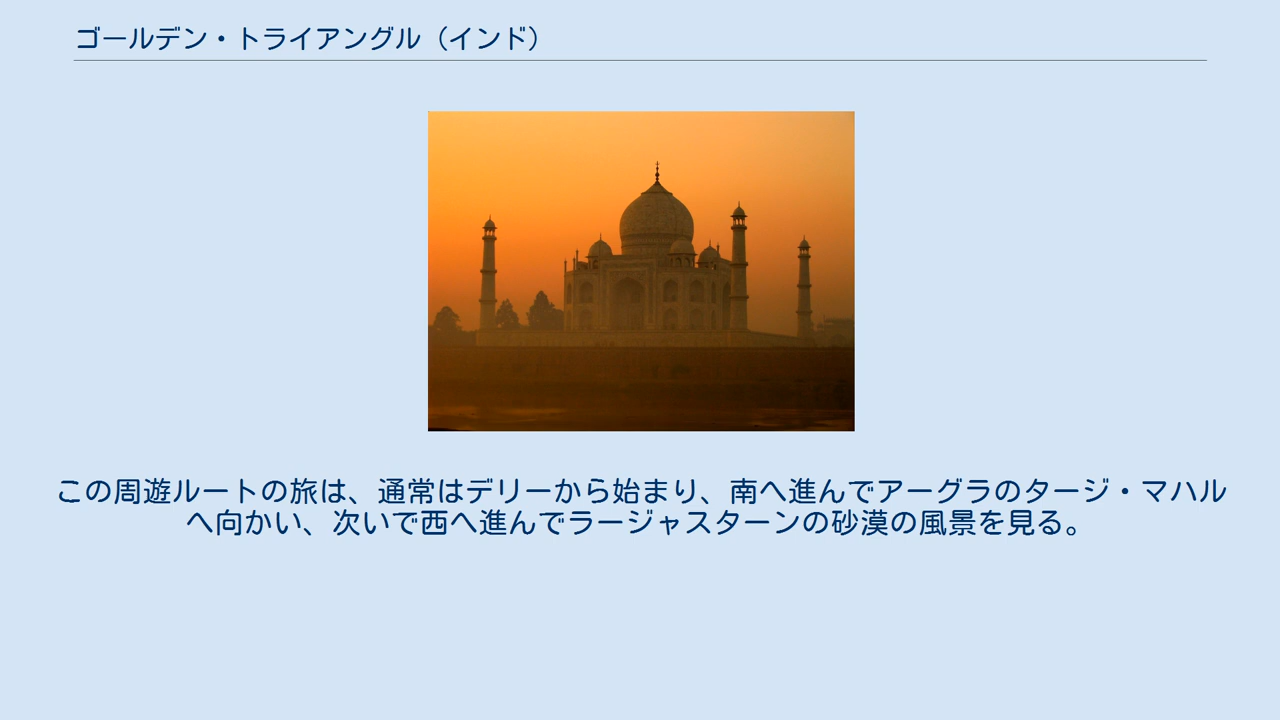 ゴールデン・トライアングル（インド）
この周遊ルートの旅は、通常はデリーから始まり、南へ進んでアーグラのタージ・マハル
へ向かい、次いで西へ進んでラージャスターンの砂漠の風景を見る。